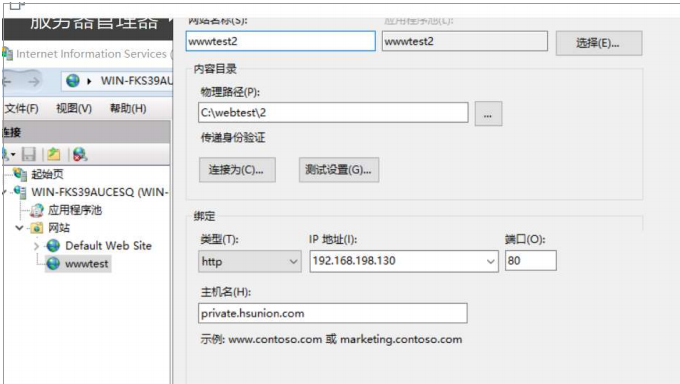 服务器管理器
网站名称(S):
应用程序池(L):
Internet Information Services (
wwwtest2
wwwtest2
选择(E)...
WIN-FKS39AU
内容目录
物理路径(P):
文件(F) 视图(V) 帮助(H)
C:\webtest\2
...
连接
传递身份验证
连接为(C)...
测试设置(G)...
起始页
WIN-FKS39AUCESQ (WIN-
应用程序池
网站
Default Web Site
wwwtest
绑定
类型(T):
IP 地址(I):
端口(O):
http
192.168.198.130
80
主机名(H):
private.hsunion.com
示例: www.contoso.com 或 marketing.contoso.com